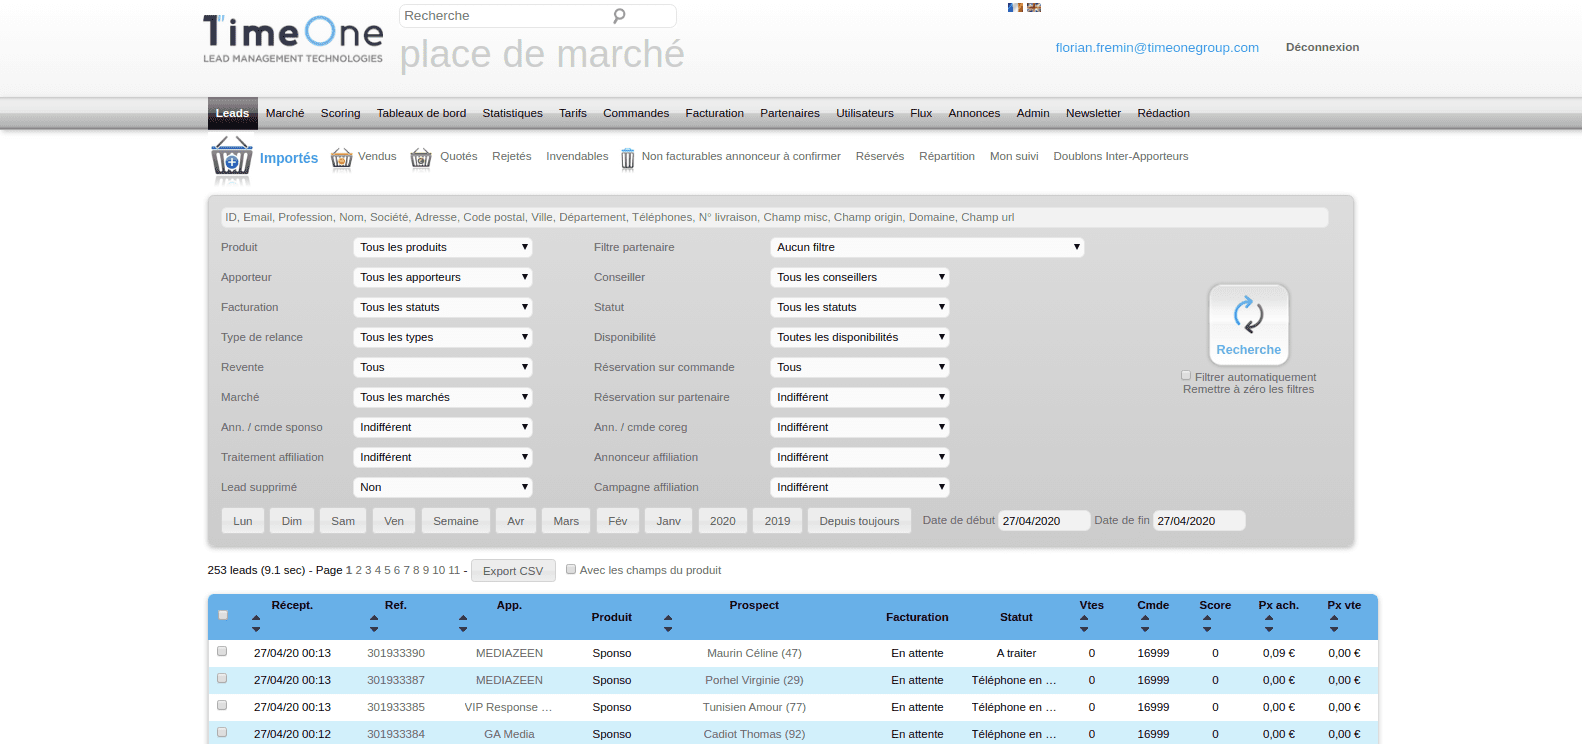 TimeOne
LEAD MANAGEMENT TECHNOLOGIES
Recherche
place de marché
florian.fremin@timeonegroup.com Déconnexion
Leads Marché Scoring Tableaux de bord Statistiques Tarifs Commandes Facturation Partenaires Utilisateurs Flux Annonces Admin Newsletter Rédaction
Importés Vendus Quotés Rejetés Invendables Non facturables annonceur à confirmer Réservés Répartition Mon suivi Doublons Inter-Apporteurs
ID, Email, Profession, Nom, Société, Adresse, Code postal, Ville, Département, Téléphones, N° livraison, Champ misc, Champ origin, Domaine, Champ url
Produit Tous les produits Filtre partenaire Aucun filtre
Apporteur Tous les apporteurs Conseiller Tous les conseillers
Facturation Tous les statuts Statut Tous les statuts
Type de relance Tous les types Disponibilité Toutes les disponibilités
Revente Tous Réservation sur commande Tous
Marché Tous les marchés Réservation sur partenaire Indifférent
Ann. / cmde sponso Indifférent Ann. / cmde coreg Indifférent
Traitement affiliation Indifférent Annonceur affiliation Indifférent
Lead supprimé Non Campagne affiliation Indifférent
Recherche
Filtrer automatiquement
Remettre à zéro les filtres
Lun Dim Sam Ven Semaine Avr Mars Fév Janv 2020 2019 Depuis toujours Date de début 27/04/2020 Date de fin 27/04/2020
253 leads (9.1 sec) - Page 1 2 3 4 5 6 7 8 9 10 11 - Export CSV Avec les champs du produit
Récept. Ref. App. Produit Prospect Facturation Statut Vtes Cmde Score Px ach. Px vte
27/04/20 00:13 301933390 MEDIAZEEN Sponso Maurin Céline (47) En attente A traiter 0 16999 0 0,09 € 0,00 €
27/04/20 00:13 301933387 MEDIAZEEN Sponso Porhel Virginie (29) En attente Téléphone en … 0 16999 0 0,00 € 0,00 €
27/04/20 00:13 301933385 VIP Response … Sponso Tunisien Amour (77) En attente Téléphone en … 0 16999 0 0,00 € 0,00 €
27/04/20 00:12 301933384 GA Media Sponso Cadiot Thomas (92) En attente Téléphone en … 0 16999 0 0,00 € 0,00 €